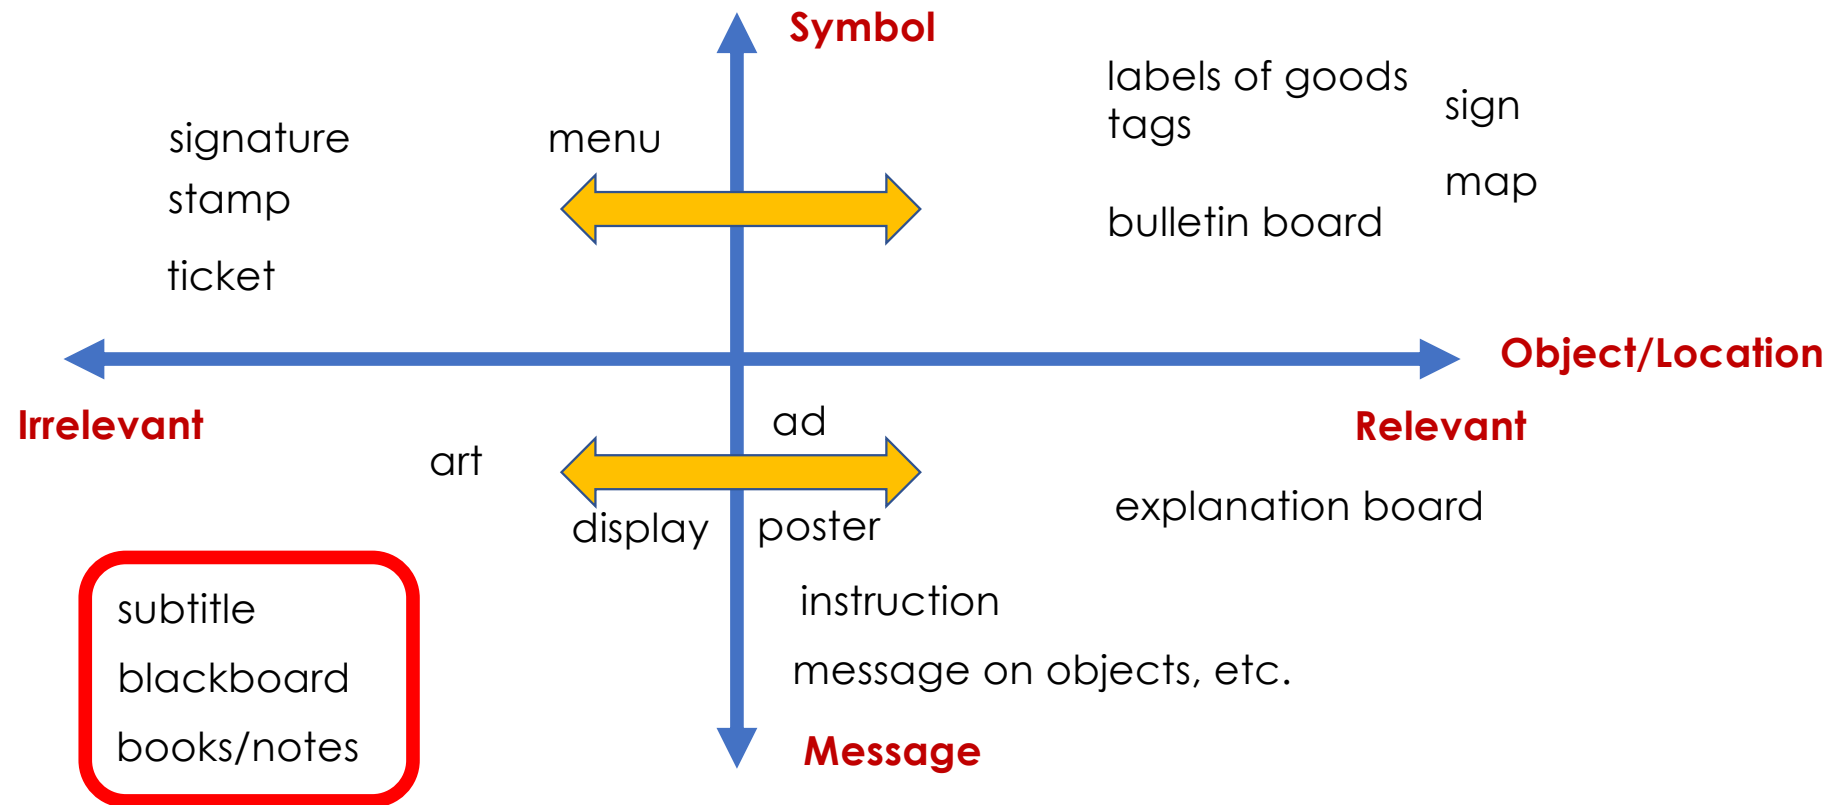 Symbol
labels of goods
tags
sign
signature
menu
map
stamp
bulletin board
ticket
Object/Location
Irrelevant
Relevant
ad
art
explanation board
display
poster
subtitle
instruction
blackboard
message on objects, etc.
books/notes
Message